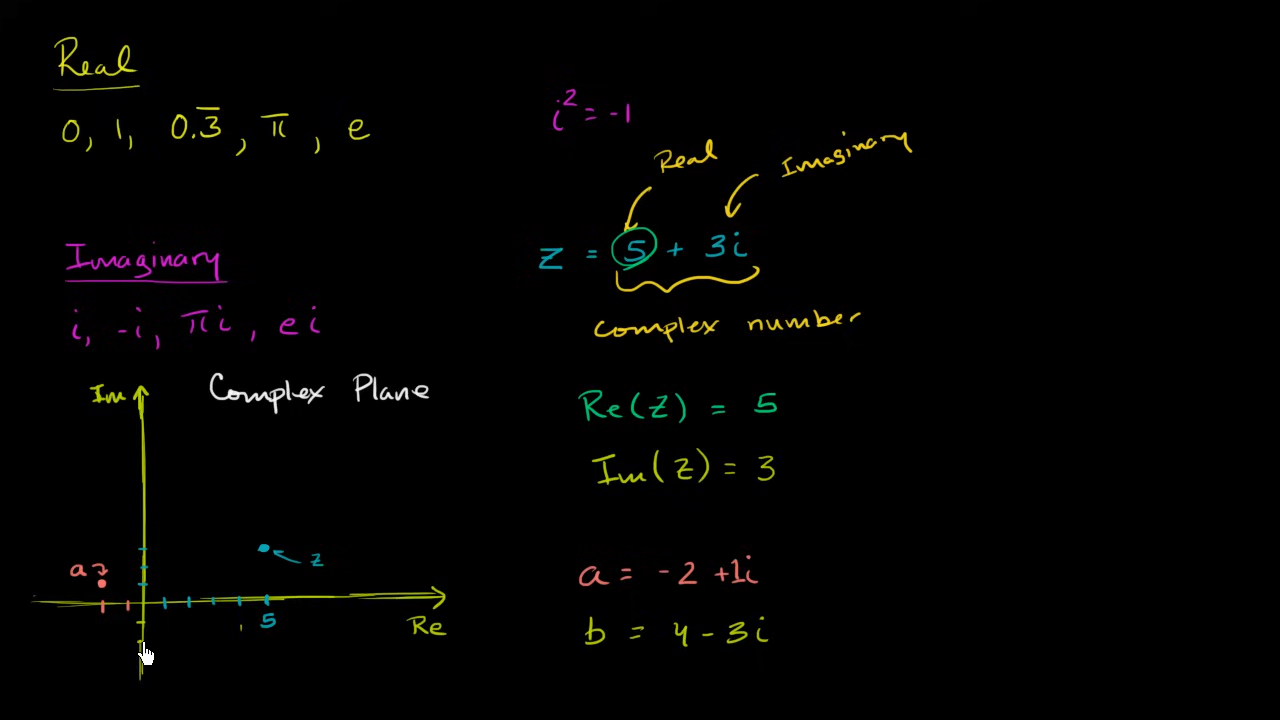 Real
0, 1, 0.3̅, π, e
Imaginary
i, -i, πi, ei
i² = -1
Real
Imaginary
z = 5 + 3i
Complex number
Re(z) = 5
Im(z) = 3
a = -2 +1i
b = 4 - 3i
Complex Plane
Im
a
z
5
Re